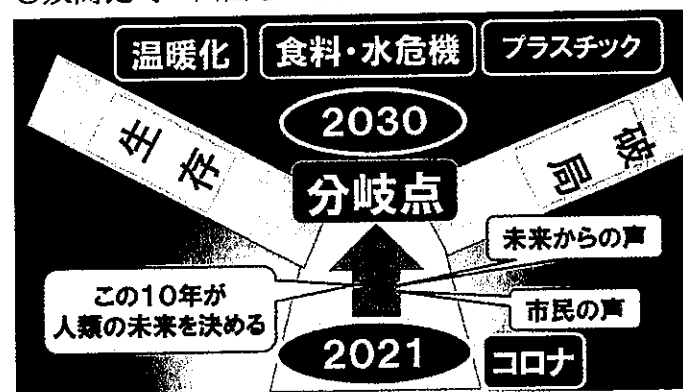 温暖化
食料・水危機
プラスチック
2030
生存
破局
分岐点
未来からの声
この10年が
人類の未来を決める
市民の声
2021
コロナ